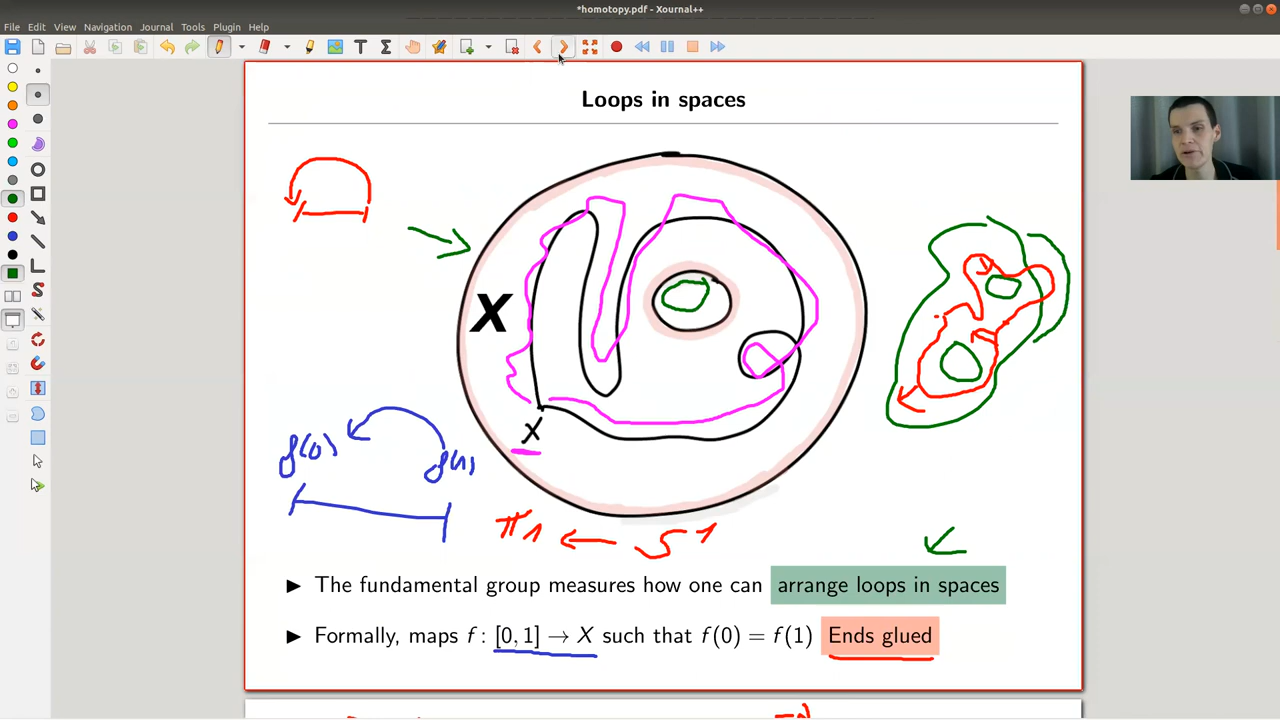 *homotopy.pdf - Xournal++
File Edit View Navigation Journal Tools Plugin Help
Loops in spaces
X
x
f(0) f(1)
π1 ← S1
► The fundamental group measures how one can arrange loops in spaces
► Formally, maps f : [0, 1] → X such that f(0) = f(1) Ends glued